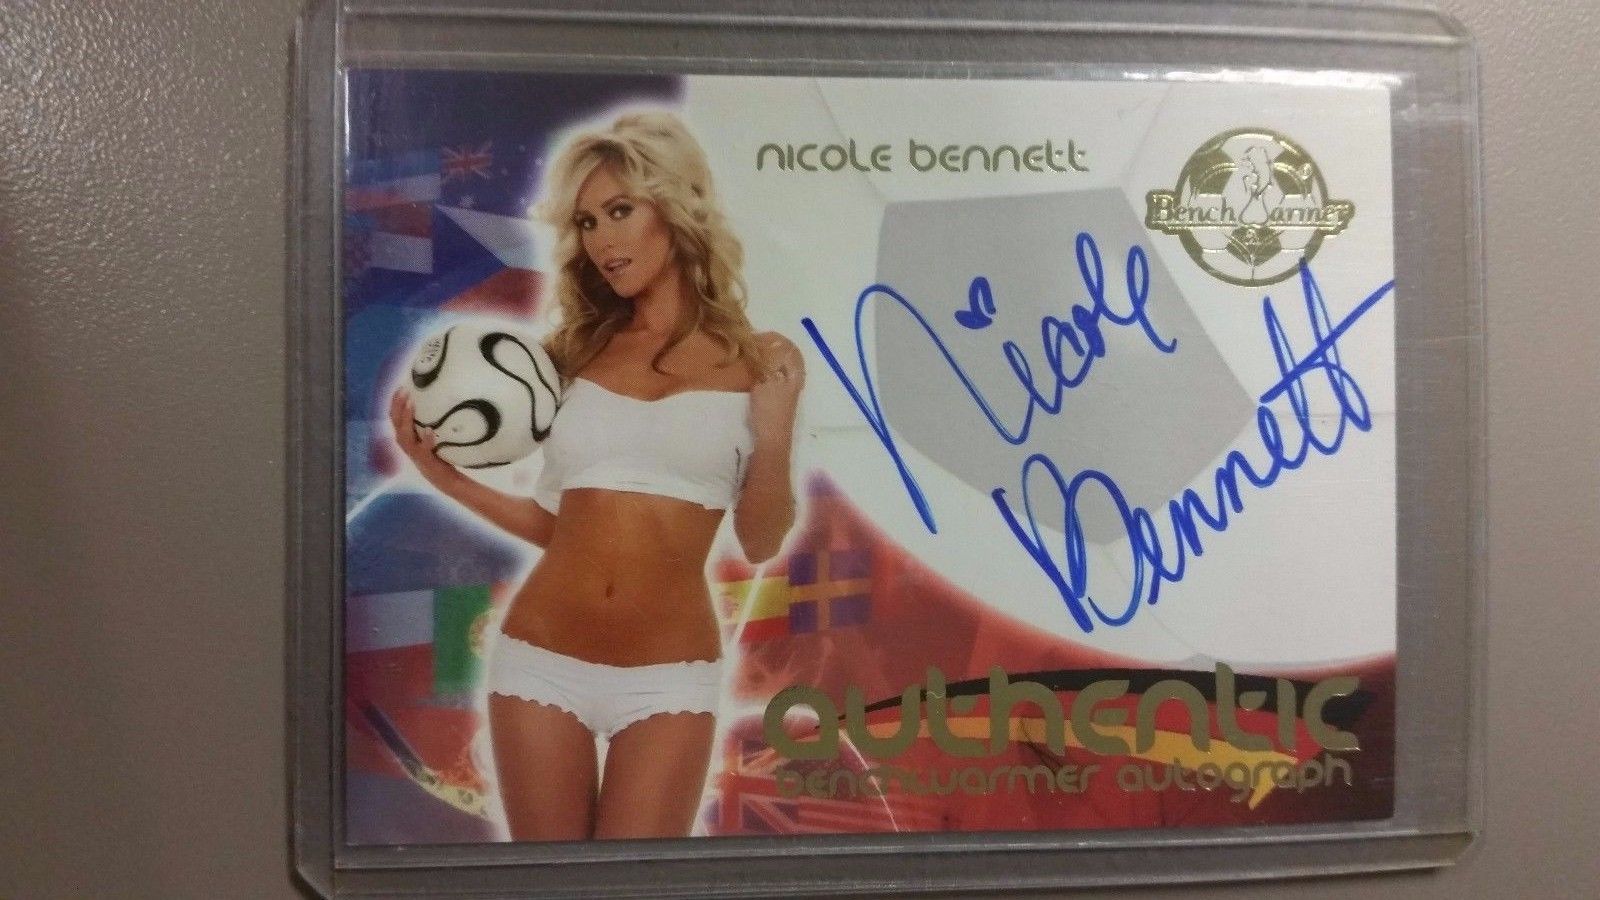 nicole bennett
BenchWarmer
Nicole
Bennett
authentic
benchwarmer autograph